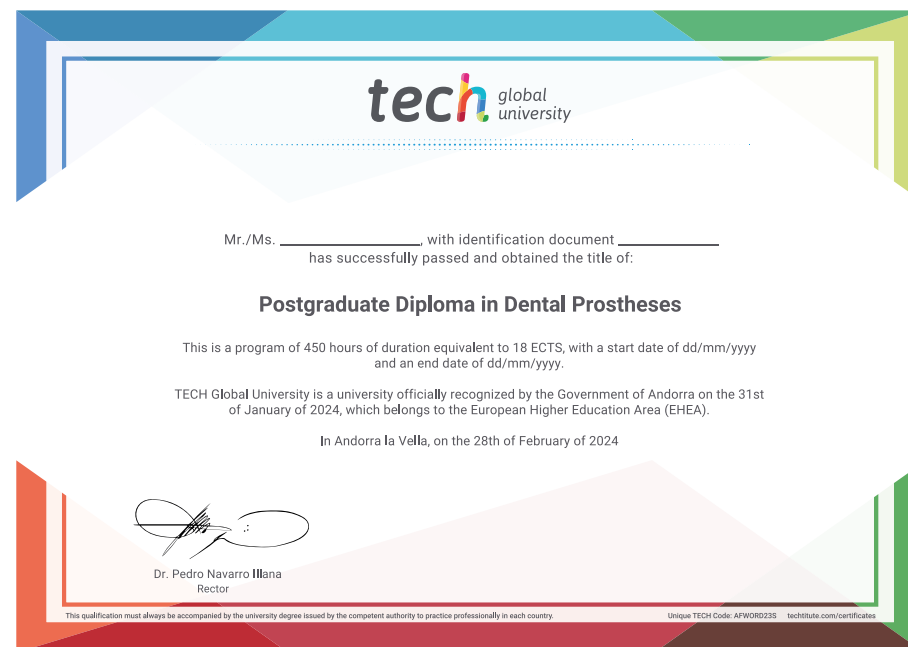 tech global
university
Mr./Ms. ____________________, with identification document ______________
has successfully passed and obtained the title of:
Postgraduate Diploma in Dental Prostheses
This is a program of 450 hours of duration equivalent to 18 ECTS, with a start date of dd/mm/yyyy
and an end date of dd/mm/yyyy.
TECH Global University is a university officially recognized by the Government of Andorra on the 31st
of January of 2024, which belongs to the European Higher Education Area (EHEA).
In Andorra la Vella, on the 28th of February of 2024
Dr. Pedro Navarro Illana
Rector
This qualification must always be accompanied by the university degree issued by the competent authority to practice professionally in each country.
Unique TECH Code: AFWORD23S techtitute.com/certificates